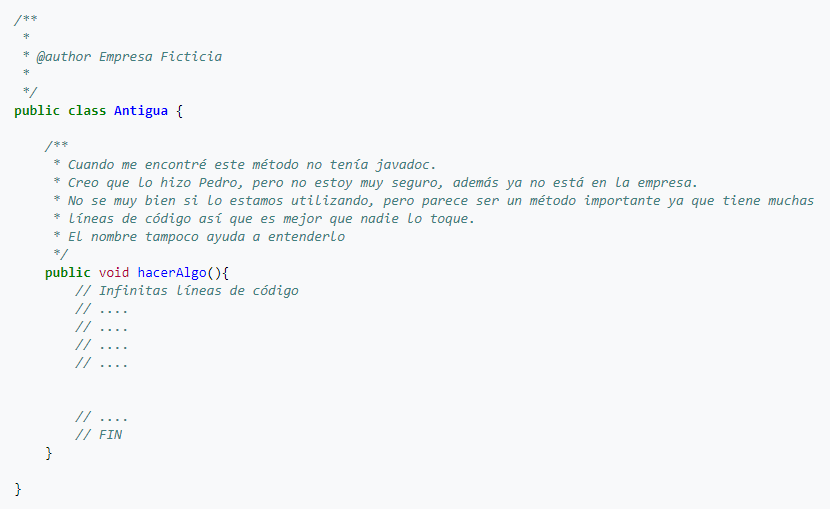 /**
 *
 * @author Empresa Ficticia
 *
 */
public class Antigua {
    /**
     * Cuando me encontré este método no tenía javadoc.
     * Creo que lo hizo Pedro, pero no estoy muy seguro, además ya no está en la empresa.
     * No se muy bien si lo estamos utilizando, pero parece ser un método importante ya que tiene muchas
     * líneas de código así que es mejor que nadie lo toque.
     * El nombre tampoco ayuda a entenderlo
     */
    public void hacerAlgo(){
        // Infinitas líneas de código
        // ....
        // ....
        // ....
        // ....
        // ....
        // FIN
    }
}